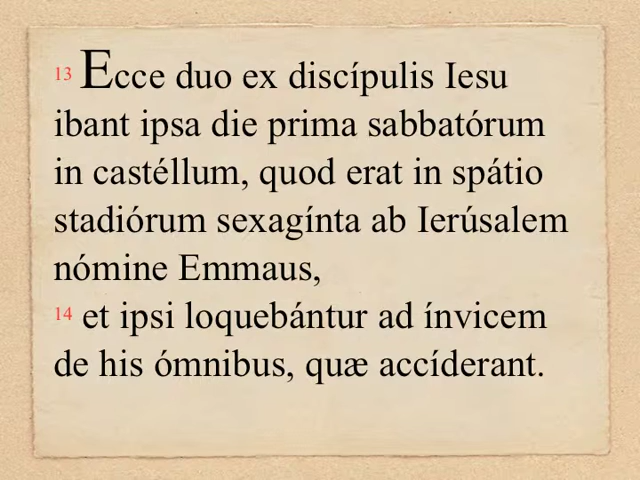 13 Ecce duo ex discípulis Iesu
ibant ipsa die prima sabbatórum
in castéllum, quod erat in spátio
stadiórum sexagínta ab Ierúsalem
nómine Emmaus,
14 et ipsi loquebántur ad ínvicem
de his ómnibus, quæ accíderant.